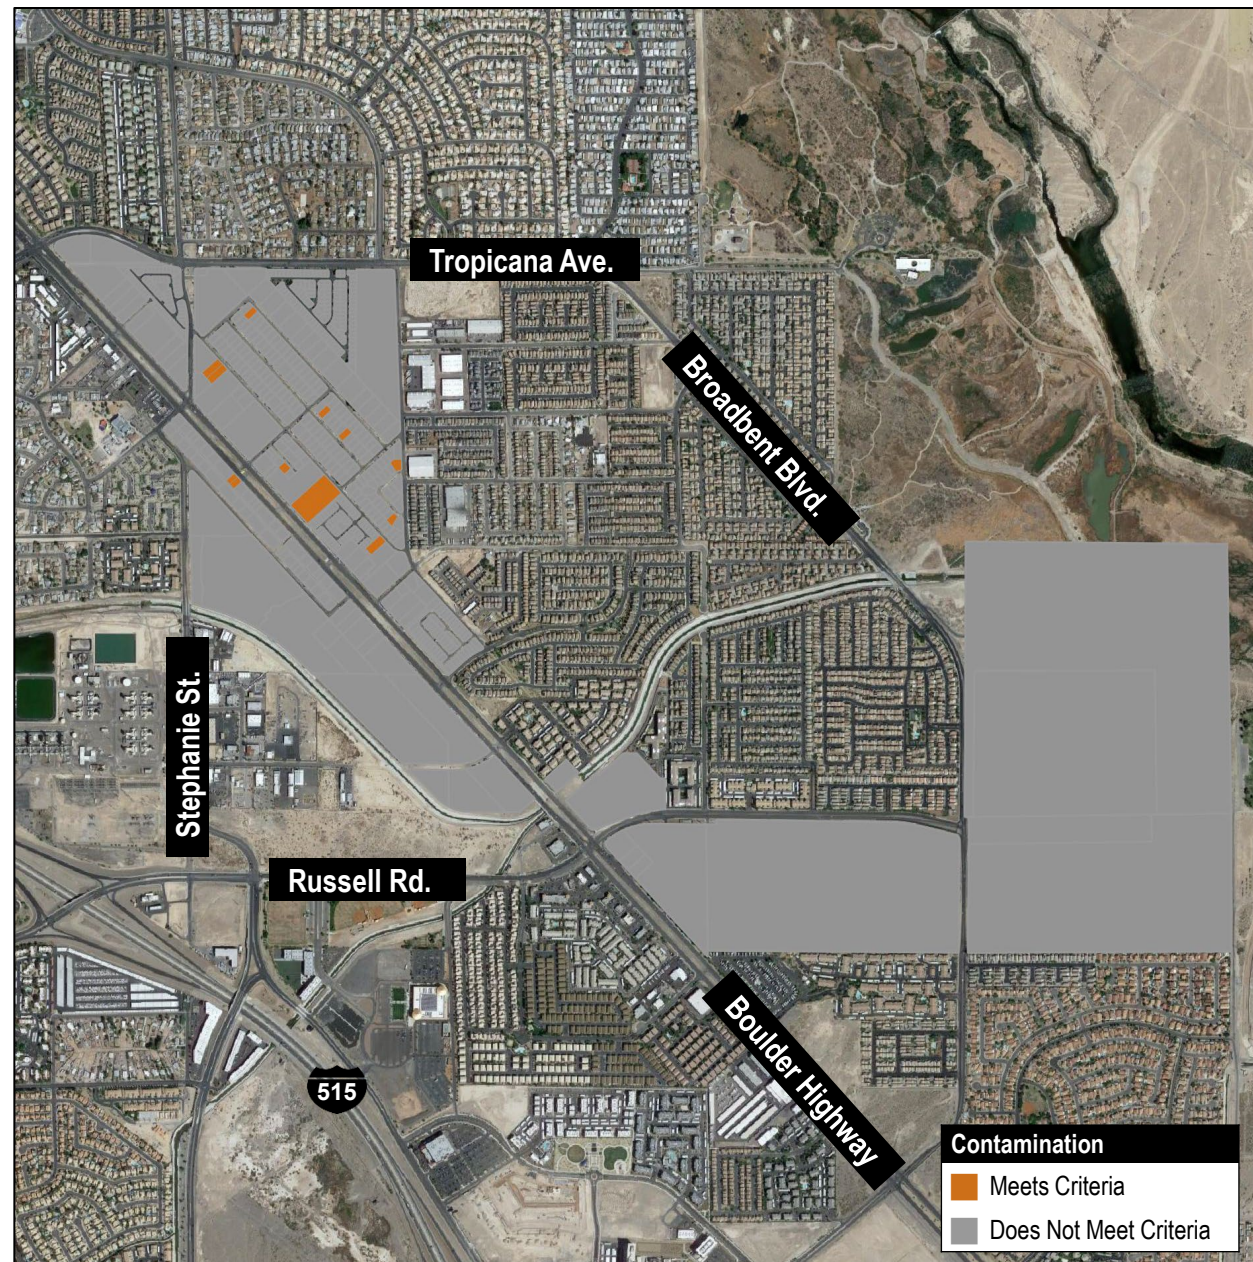 Tropicana Ave.
Broadbent Blvd.
Stephanie St.
Russell Rd.
Boulder Highway
515
Contamination
Meets Criteria
Does Not Meet Criteria